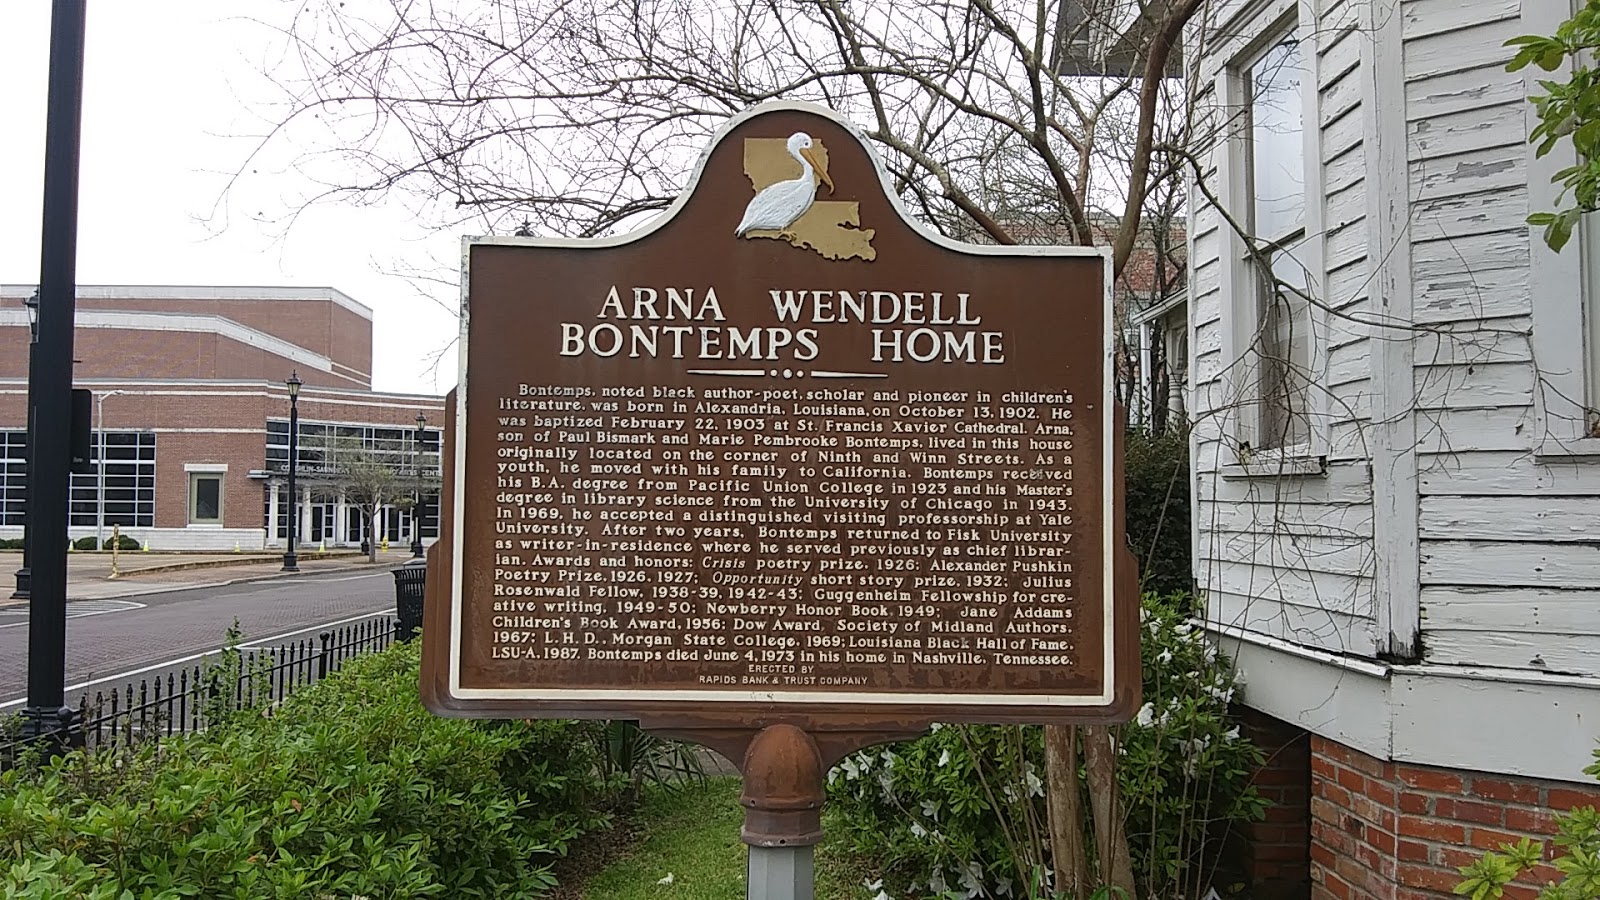 ARNA WENDELL
BONTEMPS HOME
Bontemps, noted black author-poet, scholar and pioneer in children's
literature, was born in Alexandria, Louisiana, on October 13, 1902. He
was baptized February 22, 1903 at St. Francis Xavier Cathedral. Arna,
son of Paul Bismark and Marie Pembrooke Bontemps, lived in this house
originally located on the corner of Ninth and Winn Streets. As a
youth, he moved with his family to California. Bontemps received
his B.A. degree from Pacific Union College in 1923 and his Master's
degree in library science from the University of Chicago in 1943.
In 1969, he accepted a distinguished visiting professorship at Yale
University. After two years, Bontemps returned to Fisk University
as writer-in-residence where he served previously as chief librar-
ian. Awards and honors: Crisis poetry prize, 1926; Alexander Pushkin
Poetry Prize, 1926, 1927; Opportunity short story prize, 1932; Julius
Rosenwald Fellow, 1938-39, 1942-43; Guggenheim Fellowship for cre-
ative writing, 1949-50; Newberry Honor Book, 1949; Jane Addams
Children's Book Award, 1956; Dow Award, Society of Midland Authors,
1967; L. H. D., Morgan State College, 1969; Louisiana Black Hall of Fame,
LSU-A, 1987. Bontemps died June 4, 1973 in his home in Nashville, Tennessee.
ERECTED BY
RAPIDS BANK & TRUST COMPANY